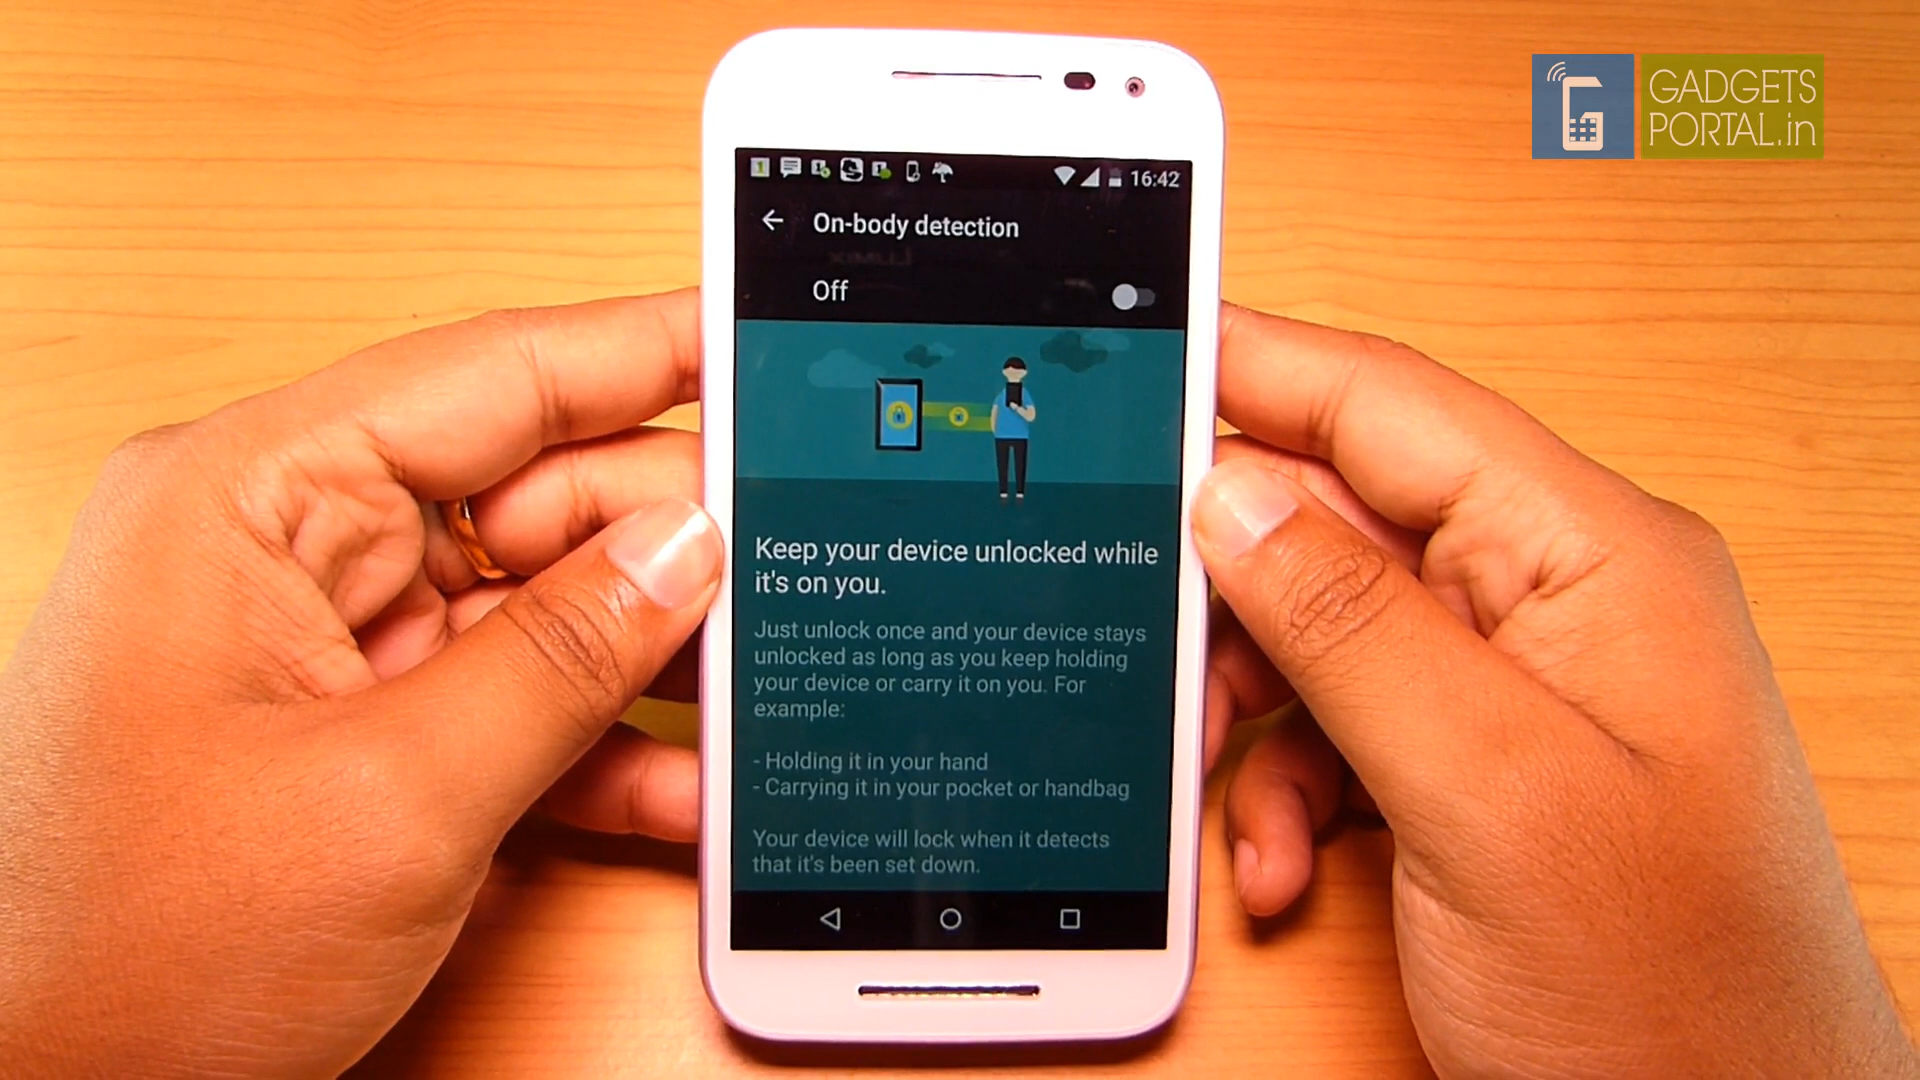 GADGETS
PORTAL.in
16:42
On-body detection
Off
Keep your device unlocked while
it's on you.
Just unlock once and your device stays
unlocked as long as you keep holding
your device or carry it on you. For
example:
- Holding it in your hand
- Carrying it in your pocket or handbag
Your device will lock when it detects
that it's been set down.